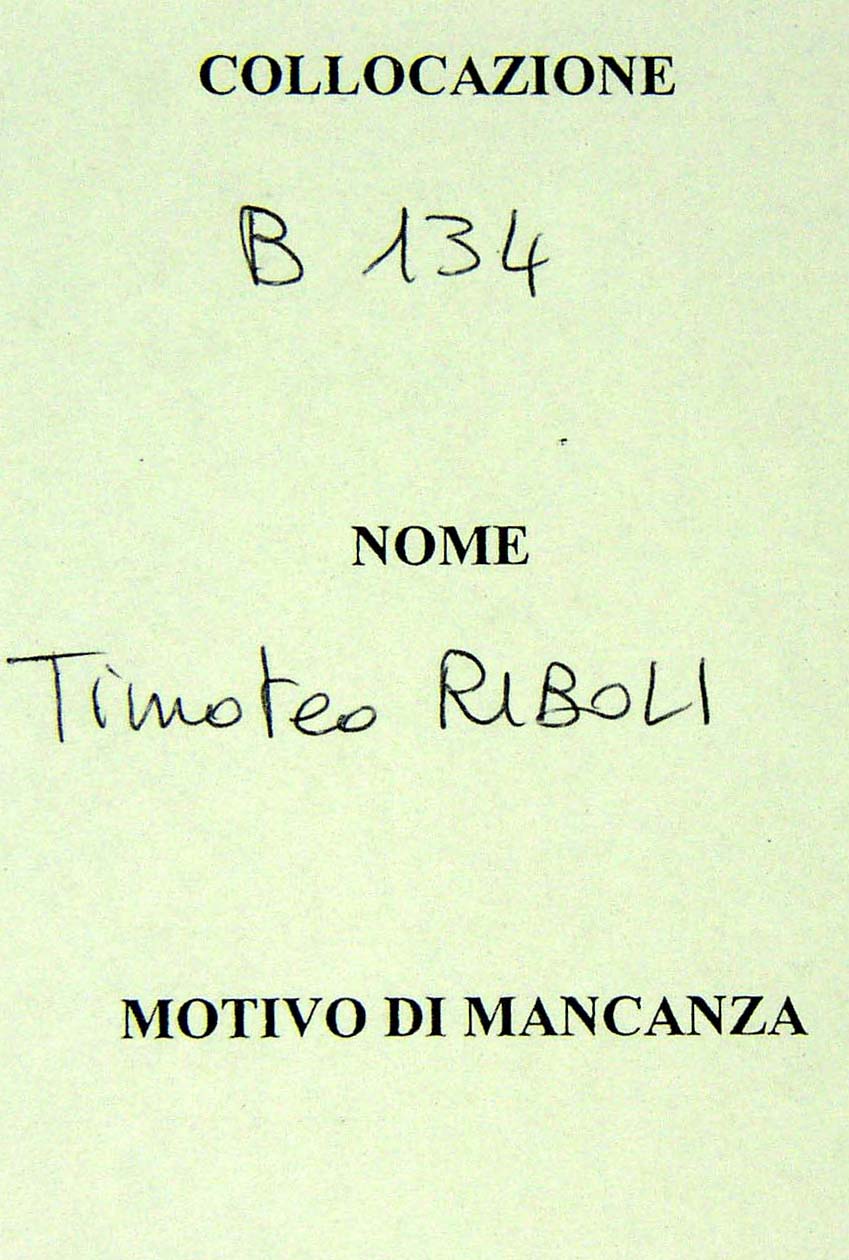 COLLOCAZIONE
B 134
NOME
Timoteo RIBOLI
MOTIVO DI MANCANZA